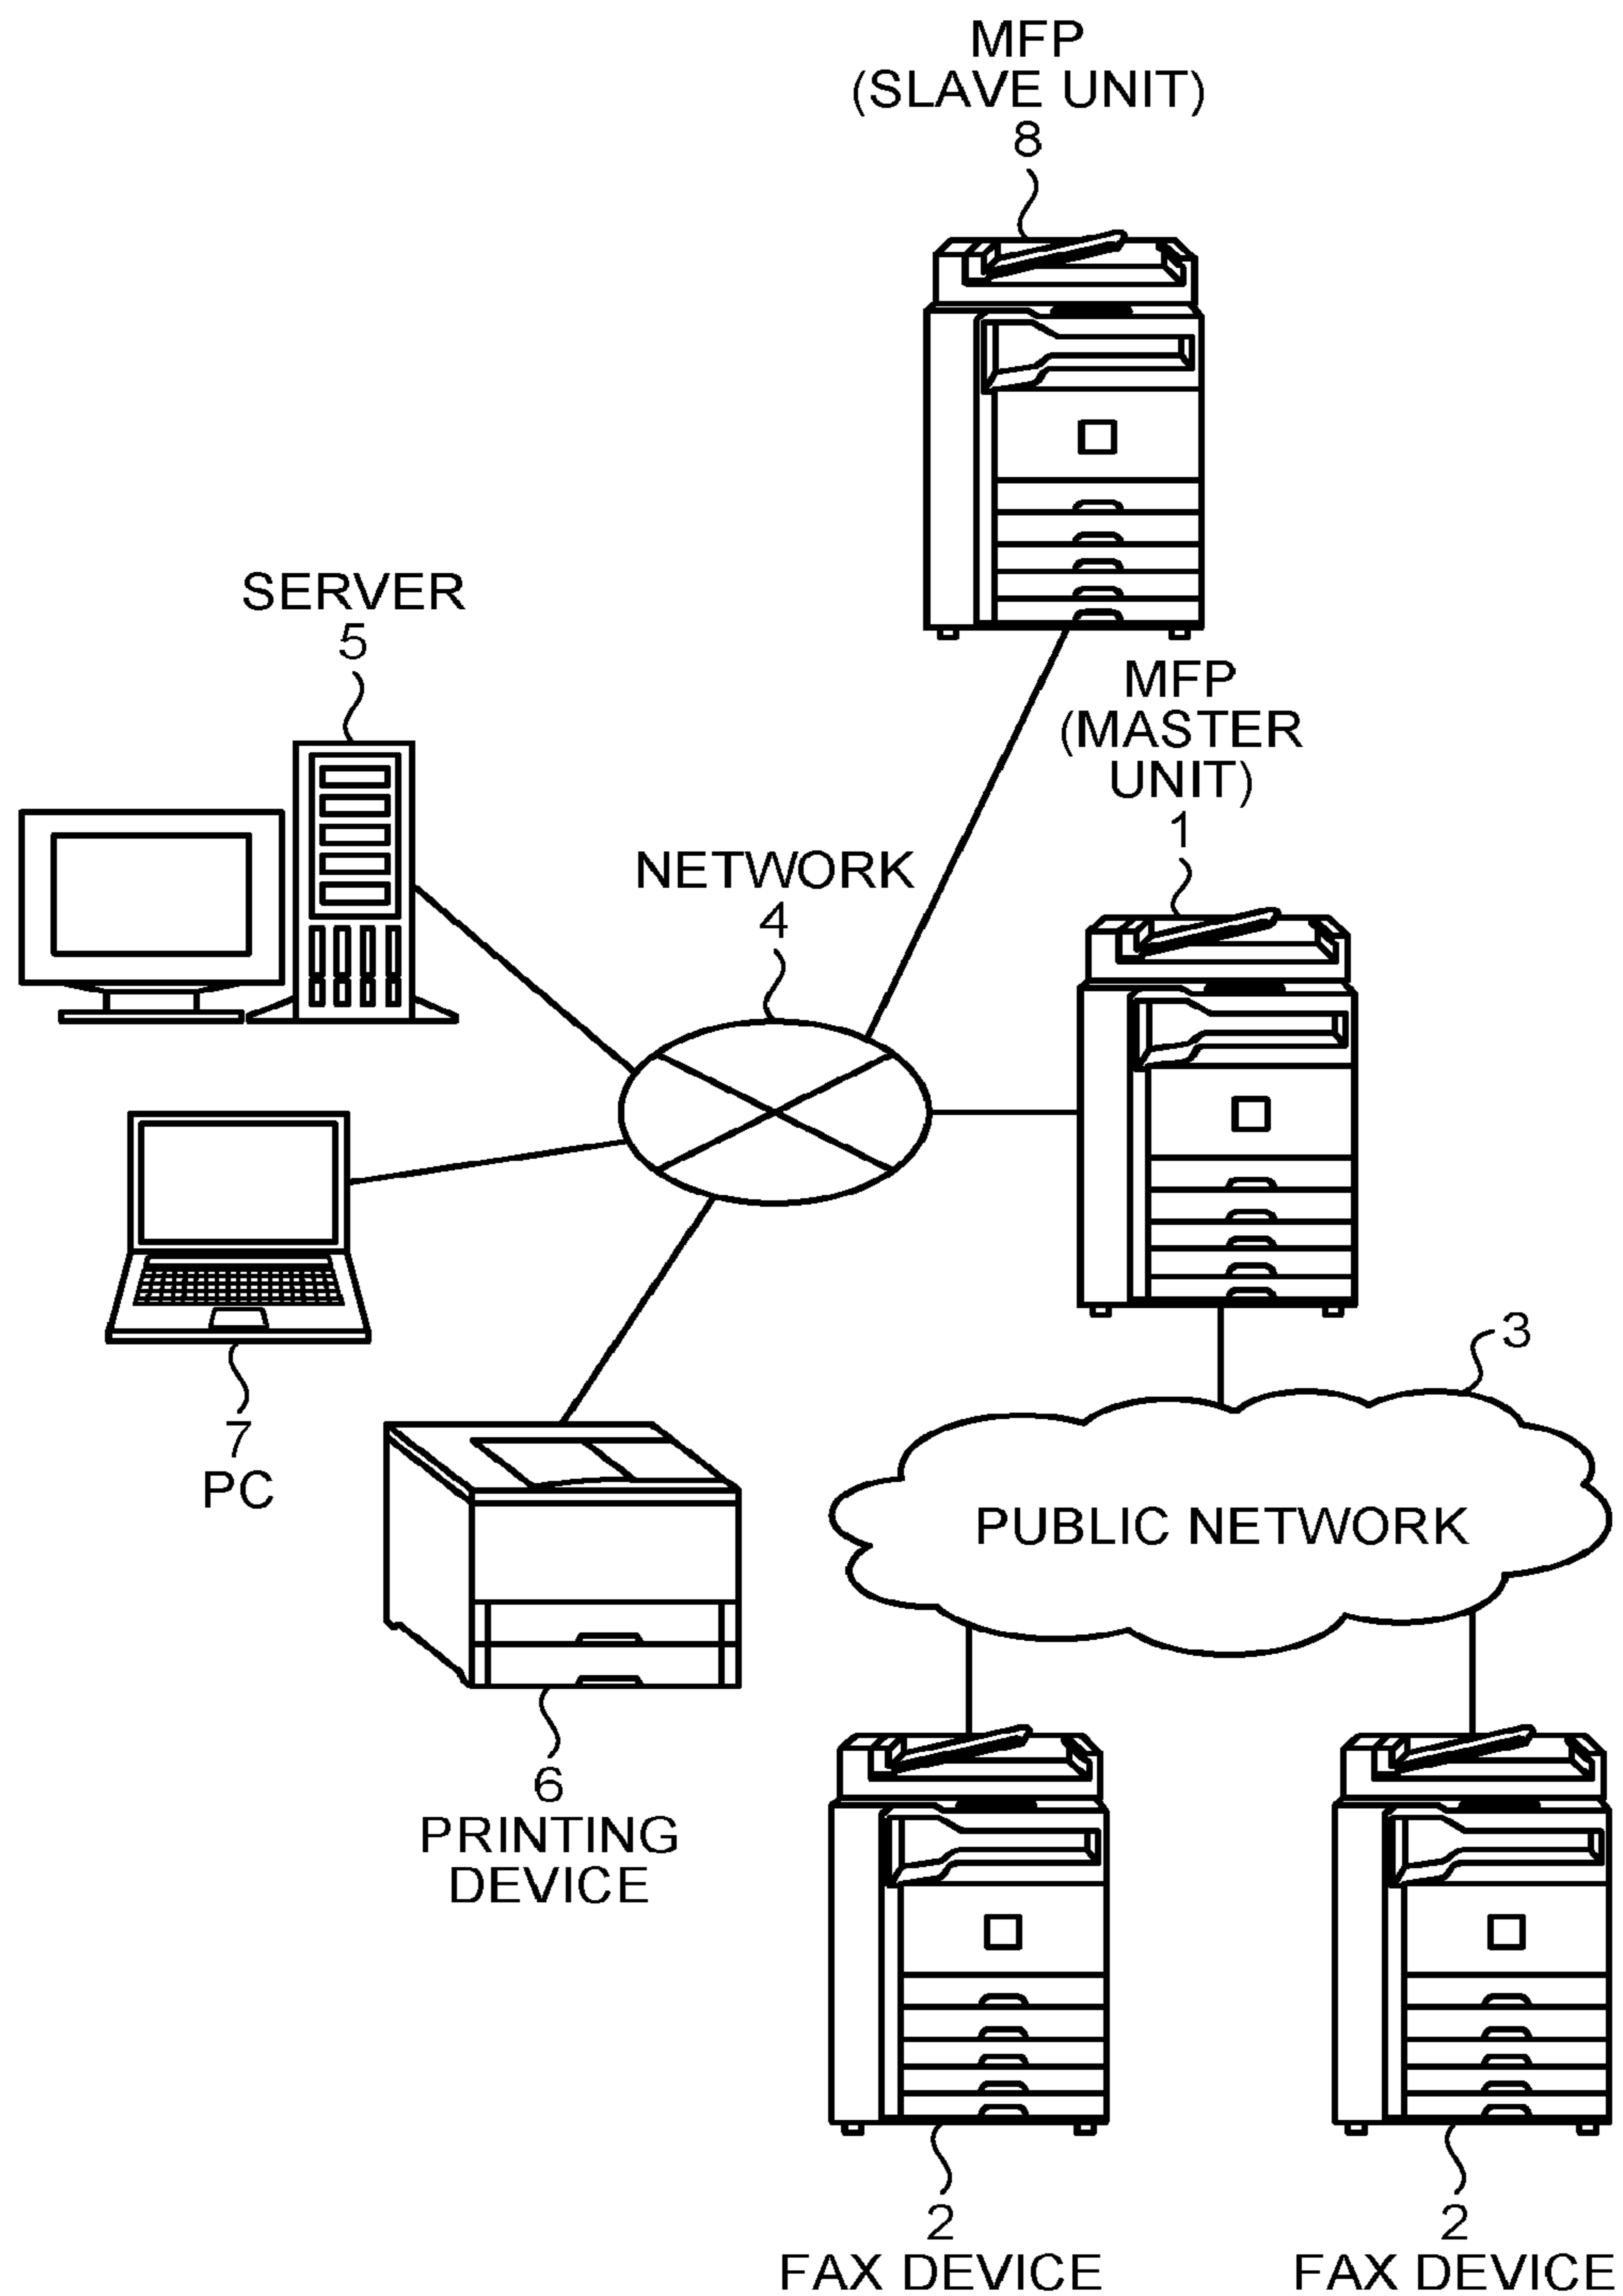 MFP
(SLAVE UNIT)
8
SERVER
5
MFP
(MASTER
UNIT)
1
NETWORK
4
3
7
PC
PUBLIC NETWORK
6
PRINTING
DEVICE
2
FAX DEVICE
2
FAX DEVICE